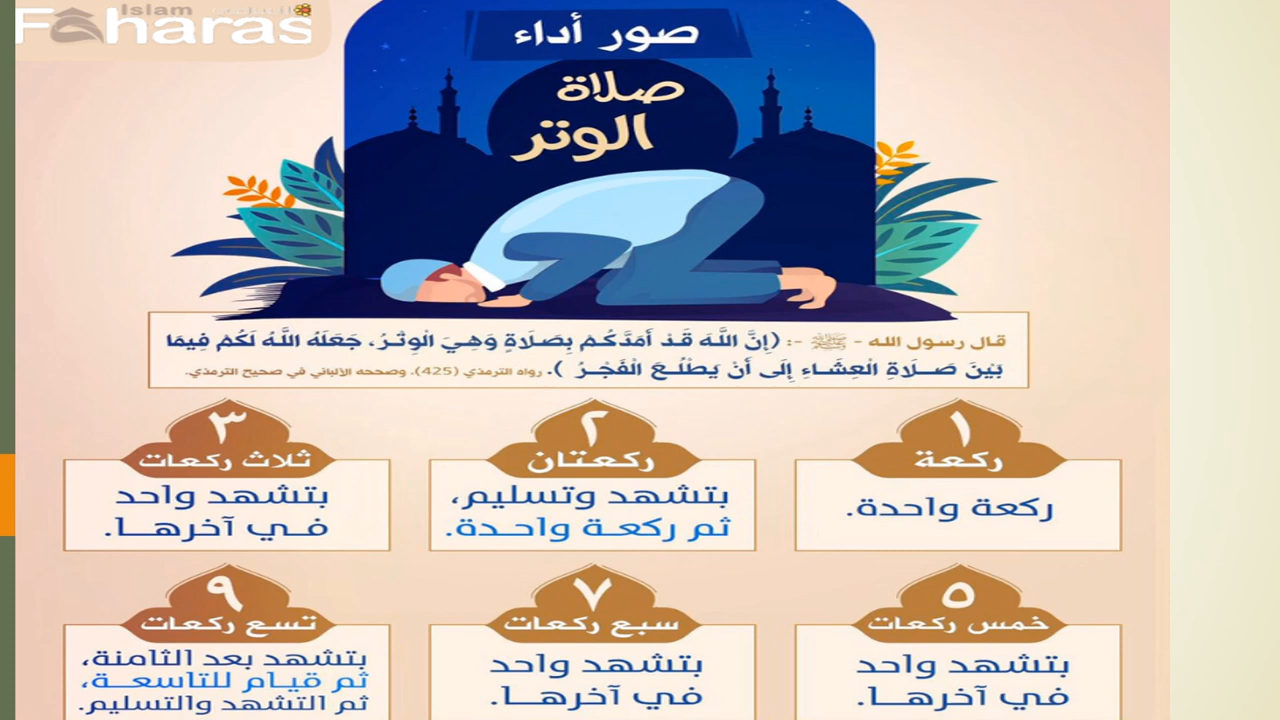 Islam
Foharas
صور أداء
صلاة
الوتر
قال رسول الله - ﷺ -: (إِنَّ اللَّهَ قَدْ أَمَدَّكُمْ بِصَلَاةٍ وَهِيَ الْوِتْرُ، جَعَلَهُ اللَّهُ لَكُمْ فِيمَا
بَيْنَ صَلَاةِ الْعِشَاءِ إِلَى أَنْ يَطْلُعَ الْفَجْرُ ). رواه الترمذي (425)، وصححه الألباني في صحيح الترمذي.
١
ركعة
ركعة واحدة.
٢
ركعتان
بتشهد وتسليم،
ثم ركعة واحدة.
٣
ثلاث ركعات
بتشهد واحد
في آخرها.
٥
خمس ركعات
بتشهد واحد
في آخرها.
٧
سبع ركعات
بتشهد واحد
في آخرها.
٩
تسع ركعات
بتشهد بعد الثامنة،
ثم قيام للتاسعة،
ثم التشهد والتسليم.